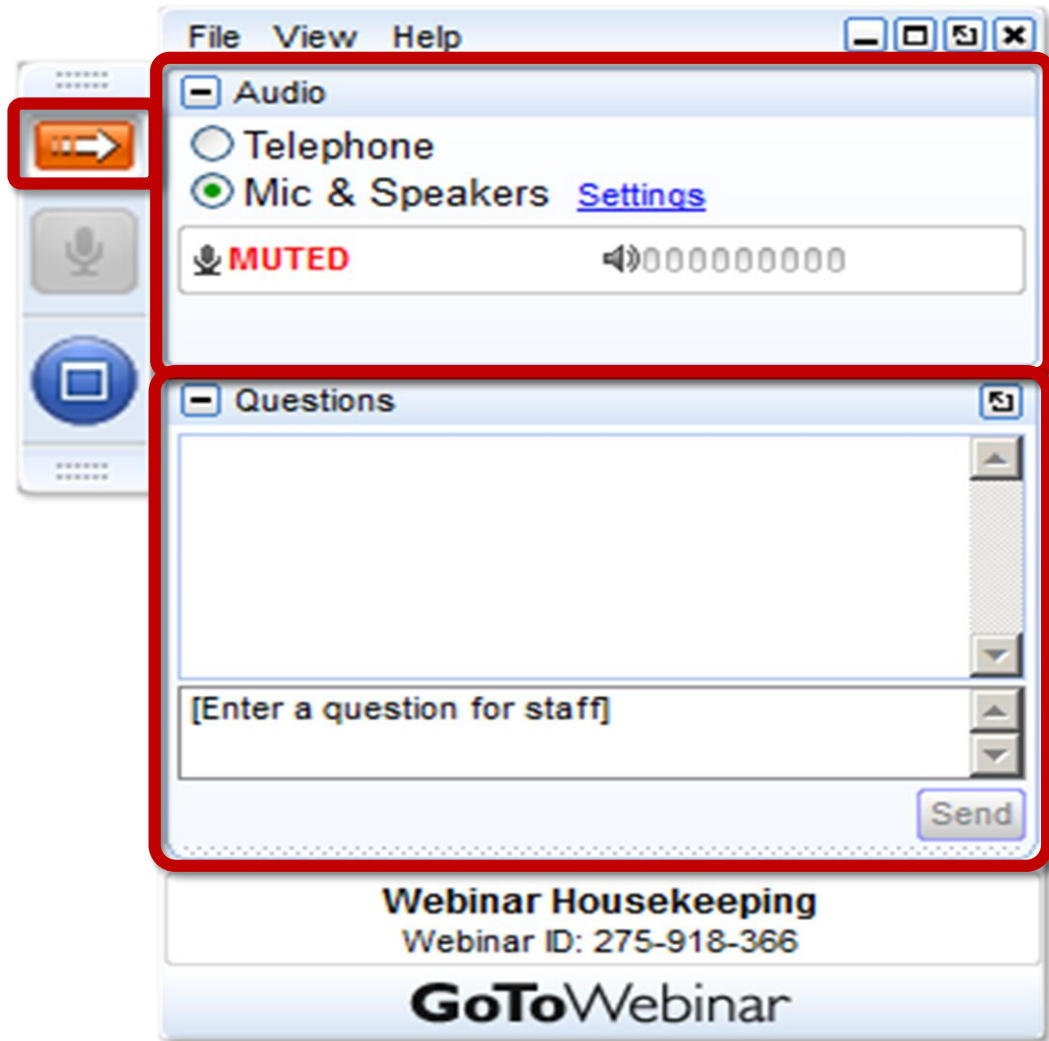 File View Help
Audio
Telephone
Mic & Speakers Settings
MUTED
Questions
[Enter a question for staff]
Send
Webinar Housekeeping
Webinar ID: 275-918-366
GoToWebinar